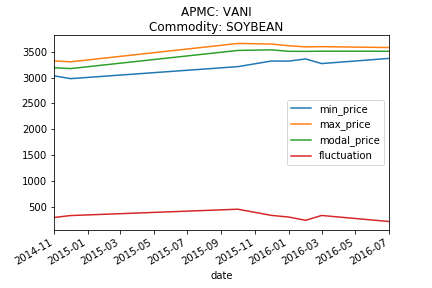 APMC: VANI
Commodity: SOYBEAN
3500
3000
2500
2000
1500
1000
500
min_price
max_price
modal_price
fluctuation
2014-11
2015-01
2015-03
2015-05
2015-07
2015-09
2015-11
2016-01
2016-03
2016-05
2016-07
date